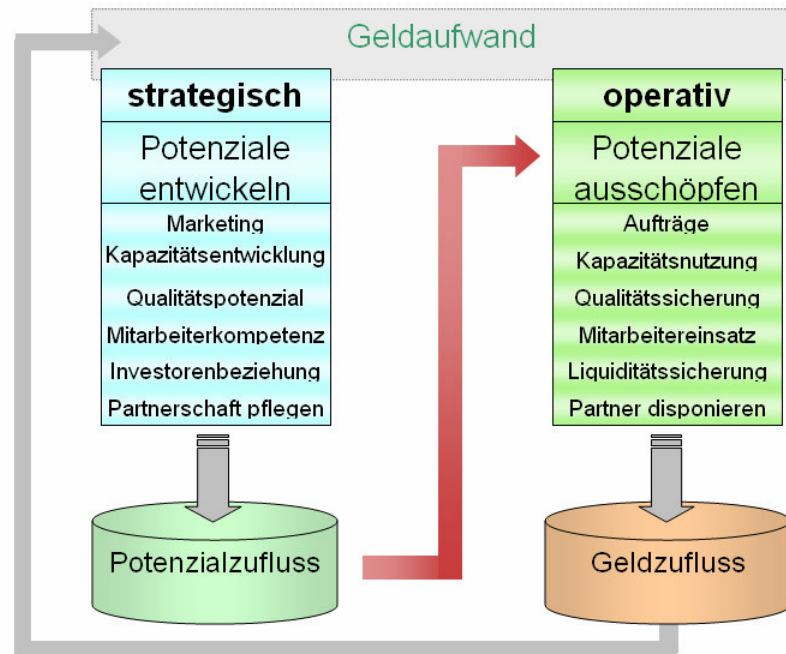 Geldaufwand
strategisch
Potenziale
entwickeln
Marketing
Kapazitätsentwicklung
Qualitätspotenzial
Mitarbeiterkompetenz
Investorenbeziehung
Partnerschaft pflegen
Potenzialzufluss
operativ
Potenziale
ausschöpfen
Aufträge
Kapazitätsnutzung
Qualitätssicherung
Mitarbeitereinsatz
Liquiditätssicherung
Partner disponieren
Geldzufluss